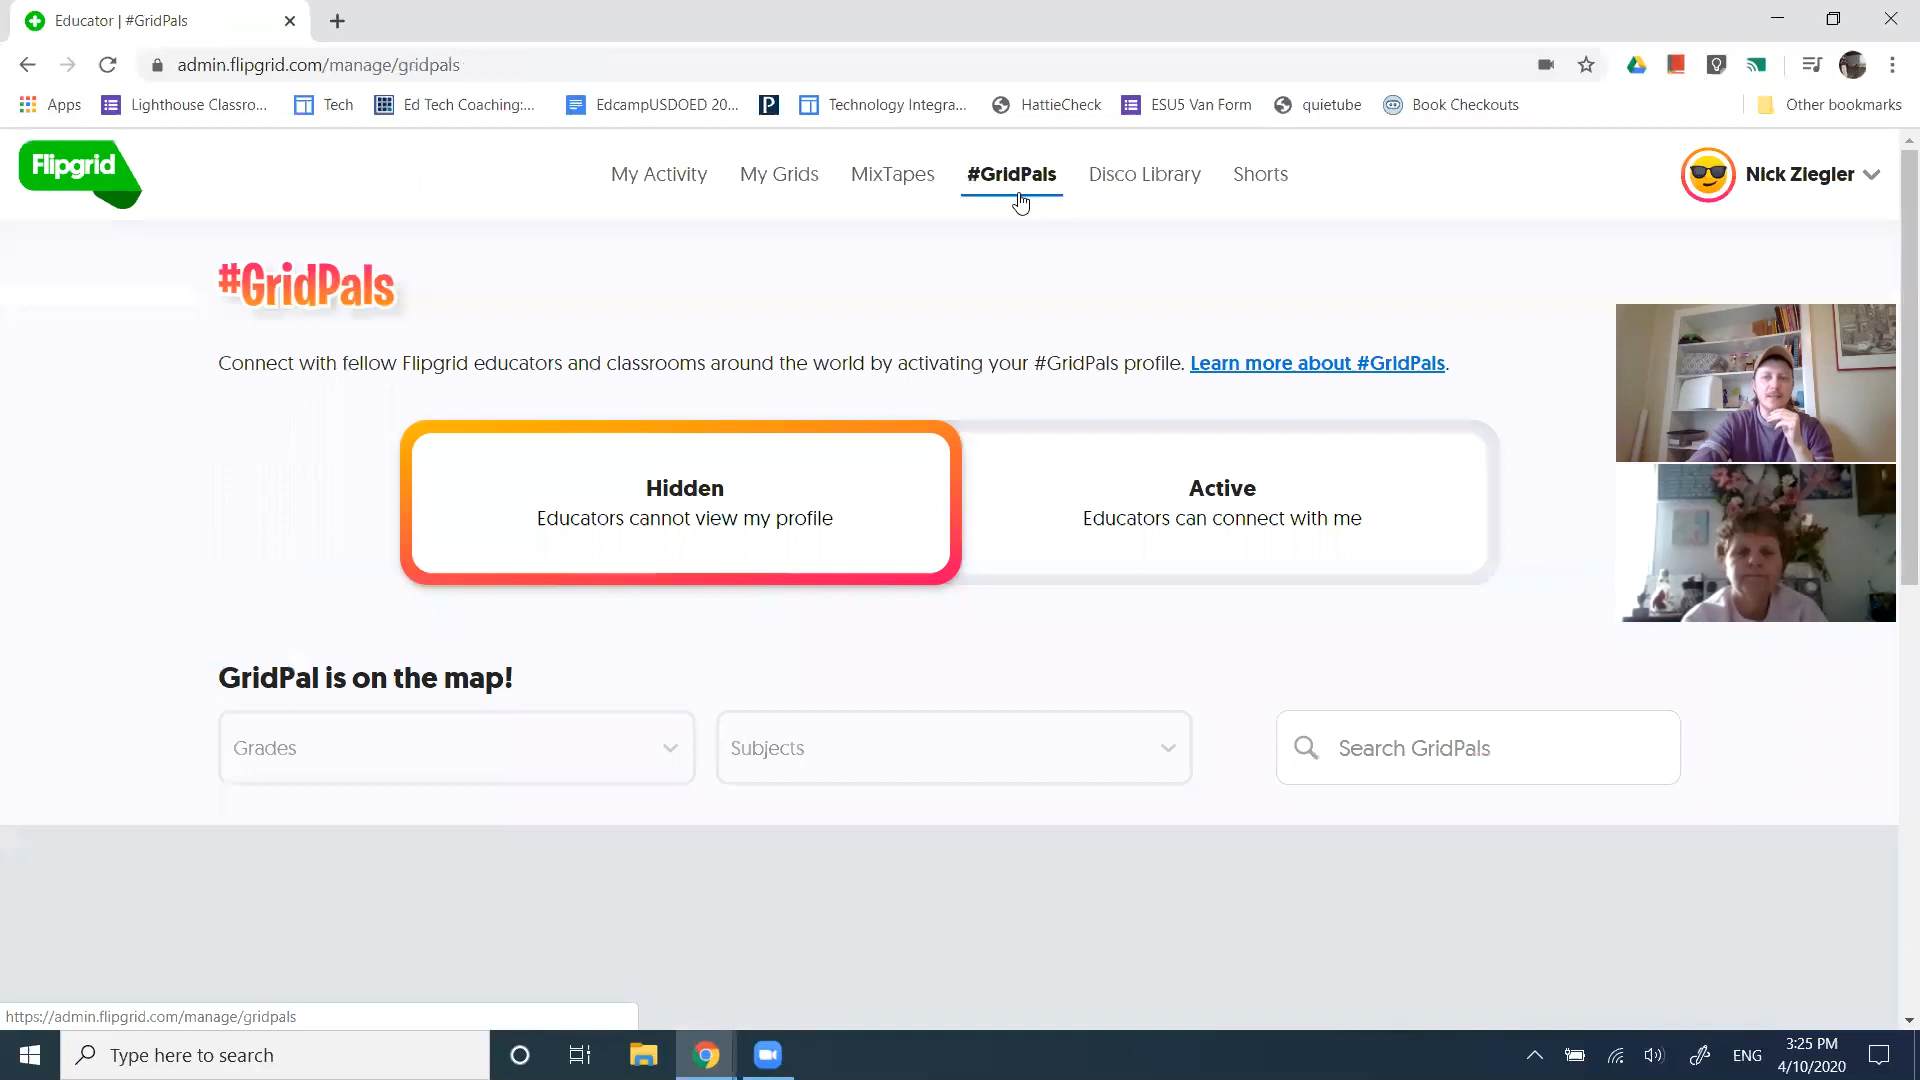 Educator | #GridPals
admin.flipgrid.com/manage/gridpals
Apps
Lighthouse Classro...
Tech
Ed Tech Coaching:...
EdcampUSDOED 20...
P
Technology Integra...
HattieCheck
ESU5 Van Form
quietube
Book Checkouts
Other bookmarks
Flipgrid
My Activity
My Grids
MixTapes
#GridPals
Disco Library
Shorts
Nick Ziegler
#GridPals
Connect with fellow Flipgrid educators and classrooms around the world by activating your #GridPals profile. Learn more about #GridPals.
Hidden
Educators cannot view my profile
Active
Educators can connect with me
GridPal is on the map!
Grades
Subjects
Search GridPals
https://admin.flipgrid.com/manage/gridpals
Type here to search
ENG
3:25 PM
4/10/2020